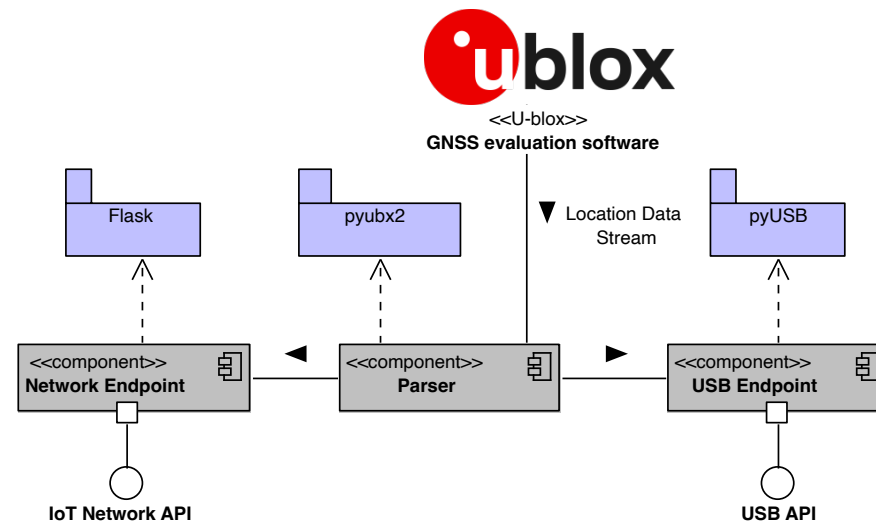 ublox
<<U-blox>>
GNSS evaluation software
Flask
pyubx2
Location Data
Stream
pyUSB
<<component>>
Network Endpoint
<<component>>
Parser
<<component>>
USB Endpoint
IoT Network API
USB API